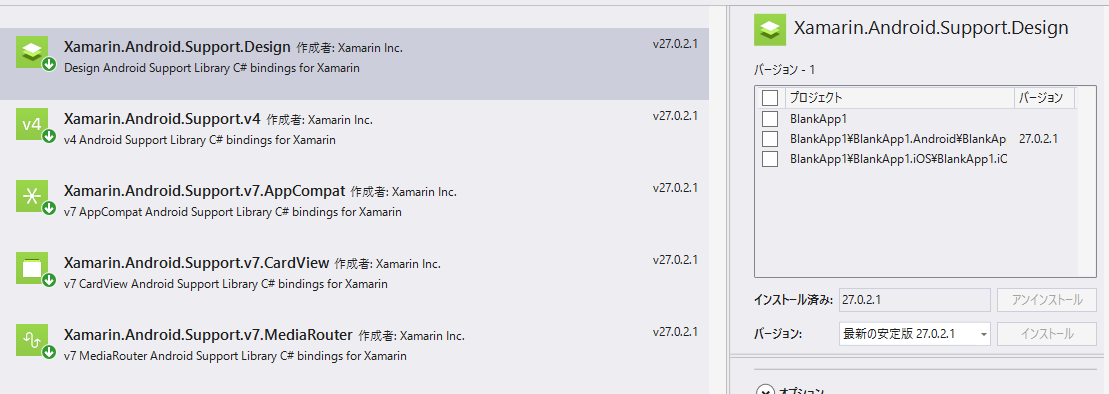 Xamarin.Android.Support.Design 作成者: Xamarin Inc. v27.0.2.1
Design Android Support Library C# bindings for Xamarin
v4
Xamarin.Android.Support.v4 作成者: Xamarin Inc. v27.0.2.1
v4 Android Support Library C# bindings for Xamarin
Xamarin.Android.Support.v7.AppCompat 作成者: Xamarin Inc. v27.0.2.1
v7 AppCompat Android Support Library C# bindings for Xamarin
Xamarin.Android.Support.v7.CardView 作成者: Xamarin Inc. v27.0.2.1
v7 CardView Android Support Library C# bindings for Xamarin
Xamarin.Android.Support.v7.MediaRouter 作成者: Xamarin Inc. v27.0.2.1
v7 MediaRouter Android Support Library C# bindings for Xamarin
Xamarin.Android.Support.Design
バージョン - 1
プロジェクト バージョン
BlankApp1
BlankApp1¥BlankApp1.Android¥BlankAp 27.0.2.1
BlankApp1¥BlankApp1.iOS¥BlankApp1.iC
インストール済み: 27.0.2.1 アンインストール
バージョン: 最新の安定版 27.0.2.1 インストール
オプション